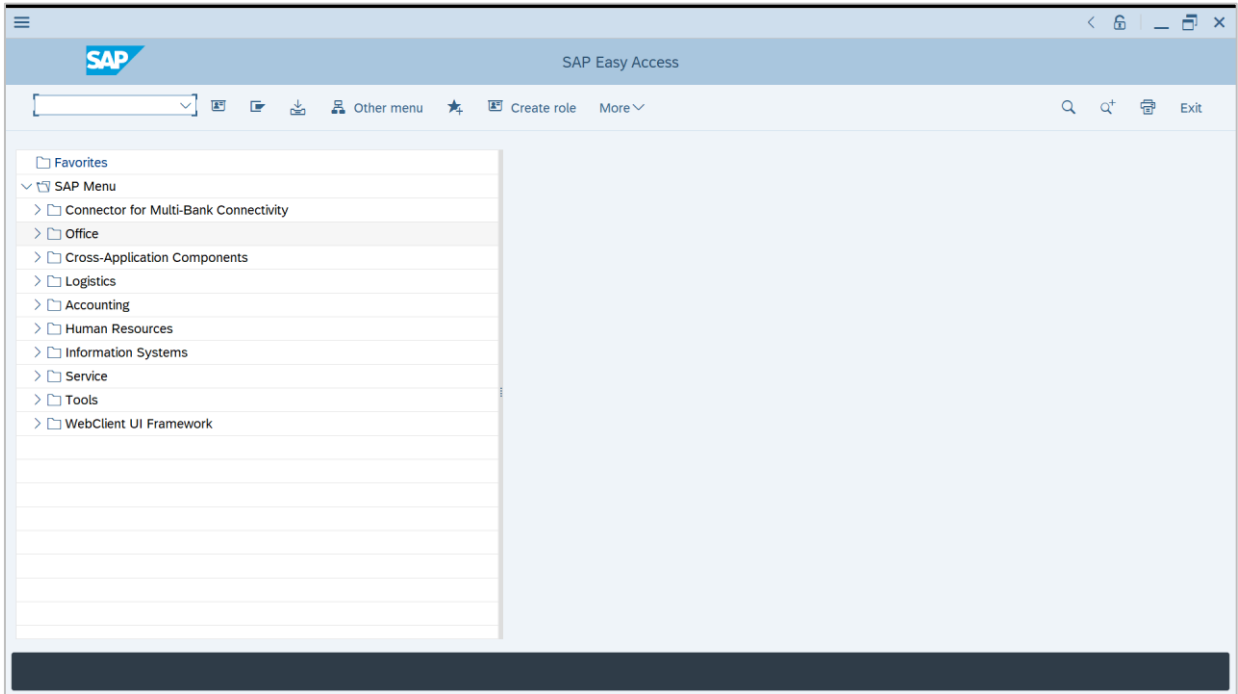 SAP
SAP Easy Access
Other menu
Create role
More
Exit
Favorites
SAP Menu
Connector for Multi-Bank Connectivity
Office
Cross-Application Components
Logistics
Accounting
Human Resources
Information Systems
Service
Tools
WebClient UI Framework